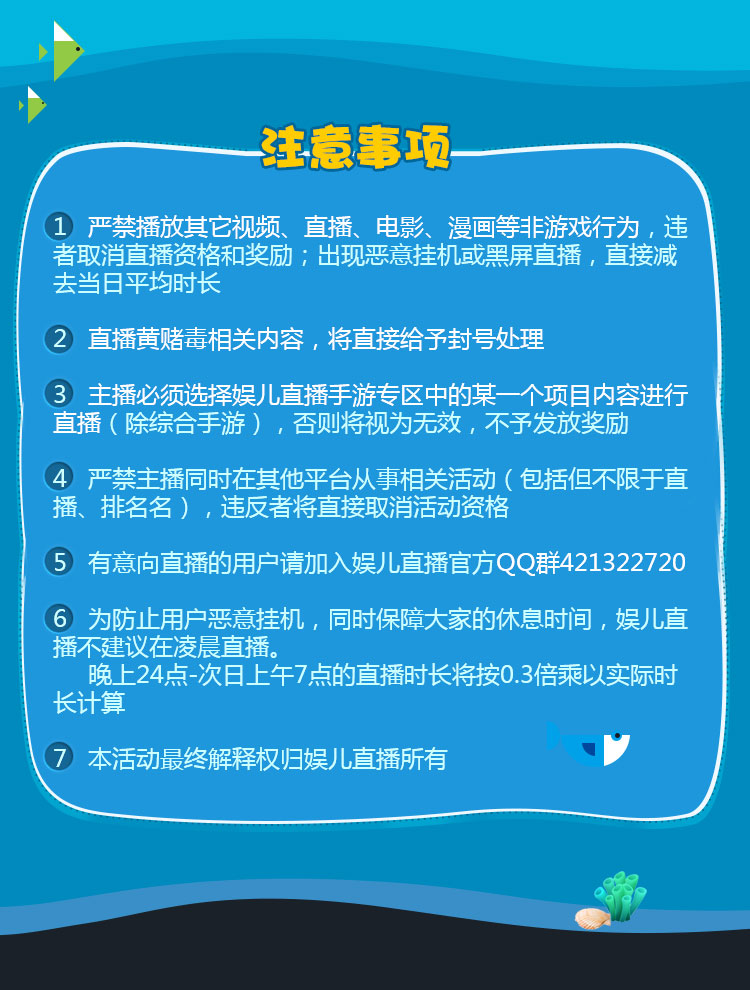 注意事项
1 严禁播放其它视频、直播、电影、漫画等非游戏行为，违
者取消直播资格和奖励；出现恶意挂机或黑屏直播，直接减
去当日平均时长
2 直播黄赌毒相关内容，将直接给予封号处理
3 主播必须选择娱儿直播手游专区中的某一个项目内容进行
直播（除综合手游），否则将视为无效，不予发放奖励
4 严禁主播同时在其他平台从事相关活动（包括但不限于直
播、排名名），违反者将直接取消活动资格
5 有意向直播的用户请加入娱儿直播官方QQ群421322720
6 为防止用户恶意挂机，同时保障大家的休息时间，娱儿直
播不建议在凌晨直播。
晚上24点-次日上午7点的直播时长将按0.3倍乘以实际时
长计算
7 本活动最终解释权归娱儿直播所有